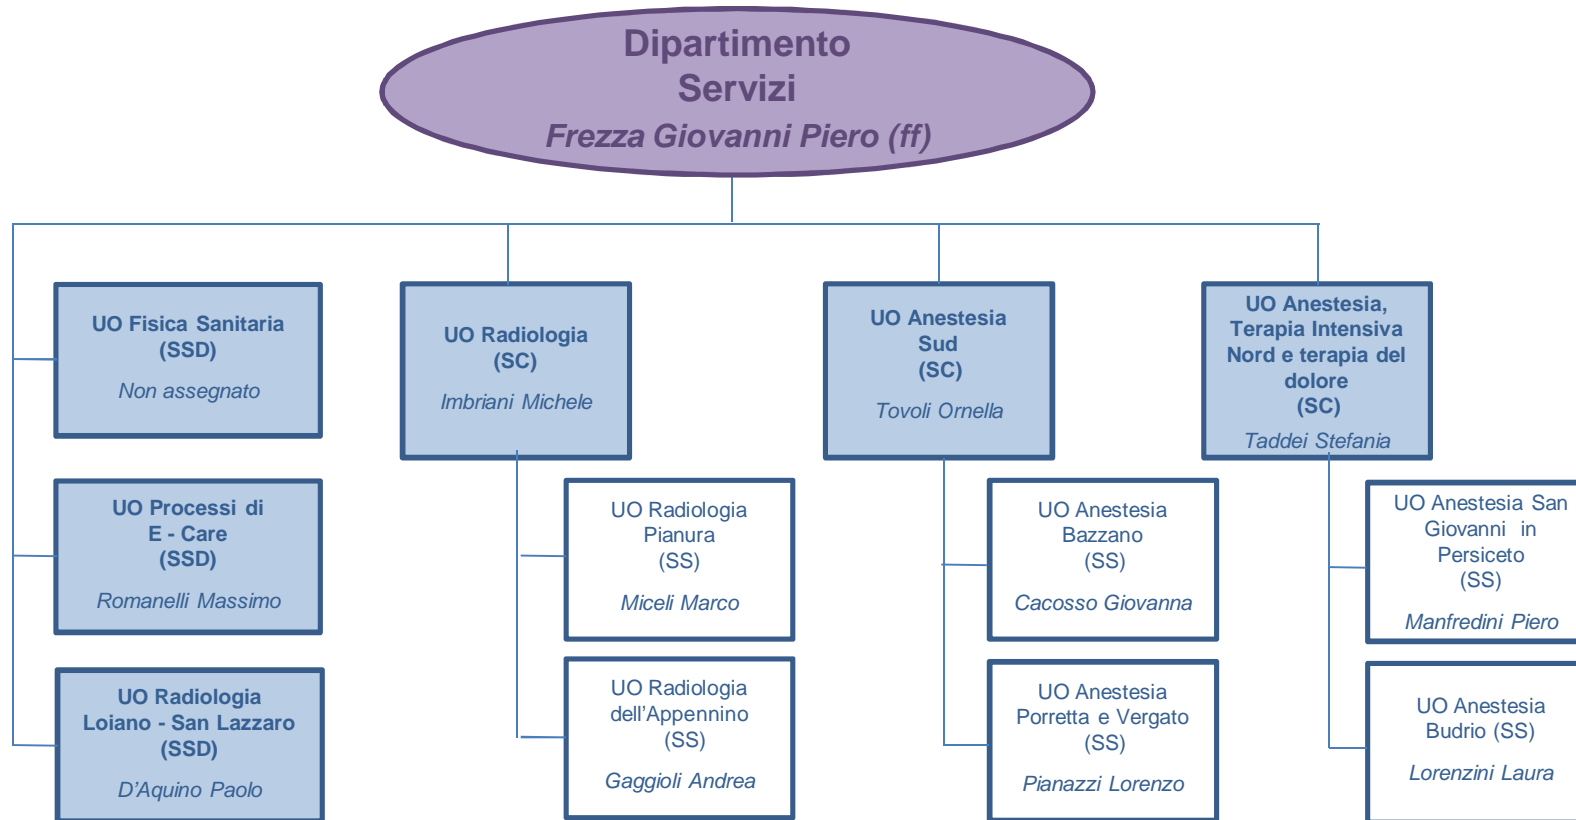 Dipartimento
Servizi
Frezza Giovanni Piero (ff)
UO Fisica Sanitaria
(SSD)
Non assegnato
UO Radiologia
(SC)
Imbriani Michele
UO Anestesia
Sud
(SC)
Tovoli Ornella
UO Anestesia,
Terapia Intensiva
Nord e terapia del
dolore
(SC)
Taddei Stefania
UO Processi di
E - Care
(SSD)
Romanelli Massimo
UO Radiologia
Pianura
(SS)
Miceli Marco
UO Anestesia
Bazzano
(SS)
Cacosso Giovanna
UO Anestesia San
Giovanni in
Persiceto
(SS)
Manfredini Piero
UO Radiologia
Loiano - San Lazzaro
(SSD)
D'Aquino Paolo
UO Radiologia
dell'Appennino
(SS)
Gaggioli Andrea
UO Anestesia
Porretta e Vergato
(SS)
Pianazzi Lorenzo
UO Anestesia
Budrio (SS)
Lorenzini Laura